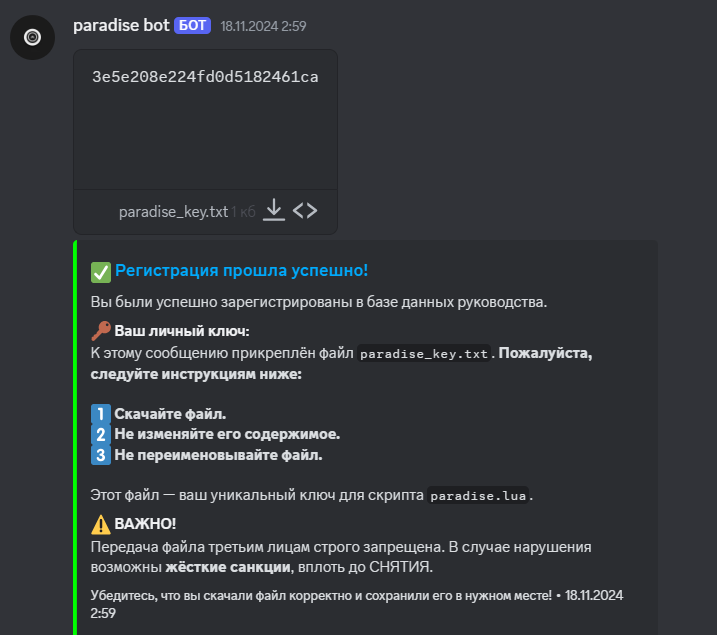 paradise bot БОТ 18.11.2024 2:59
3e5e208e224fd0d5182461ca
paradise_key.txt 1 кб
Регистрация прошла успешно!
Вы были успешно зарегистрированы в базе данных руководства.
Ваш личный ключ:
К этому сообщению прикреплён файл paradise_key.txt. Пожалуйста,
следуйте инструкциям ниже:
1 Скачайте файл.
2 Не изменяйте его содержимое.
3 Не переименовывайте файл.
Этот файл — ваш уникальный ключ для скрипта paradise.lua.
ВАЖНО!
Передача файла третьим лицам строго запрещена. В случае нарушения
возможны жёсткие санкции, вплоть до СНЯТИЯ.
Убедитесь, что вы скачали файл корректно и сохранили его в нужном месте! • 18.11.2024
2:59